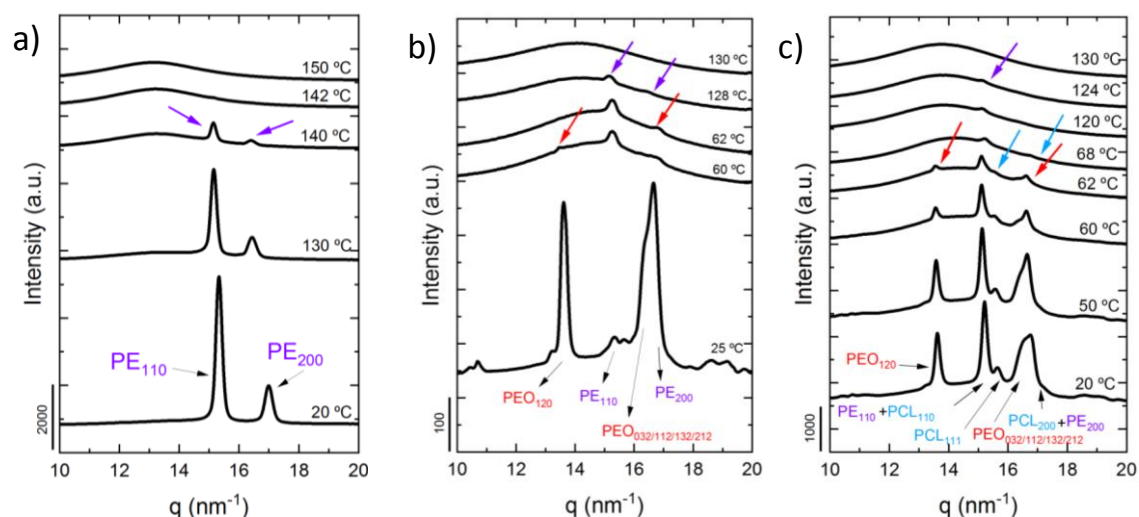 a)
150 ºC
142 ºC
140 ºC
130 ºC
PE110
PE200
20 ºC
2000
Intensity (a.u.)
10 12 14 16 18 20
q (nm-1)
b)
130 ºC
128 ºC
62 ºC
60 ºC
25 ºC
PEO120
PE110
PE200
PEO032/112/132/212
100
Intensity (a.u.)
10 12 14 16 18 20
q (nm-1)
c)
130 ºC
124 ºC
120 ºC
68 ºC
62 ºC
60 ºC
50 ºC
PEO120
20 ºC
PE110+PCL110
PCL200+PE200
PCL111
PEO032/112/132/212
1000
Intensity (a.u.)
10 12 14 16 18 20
q (nm-1)